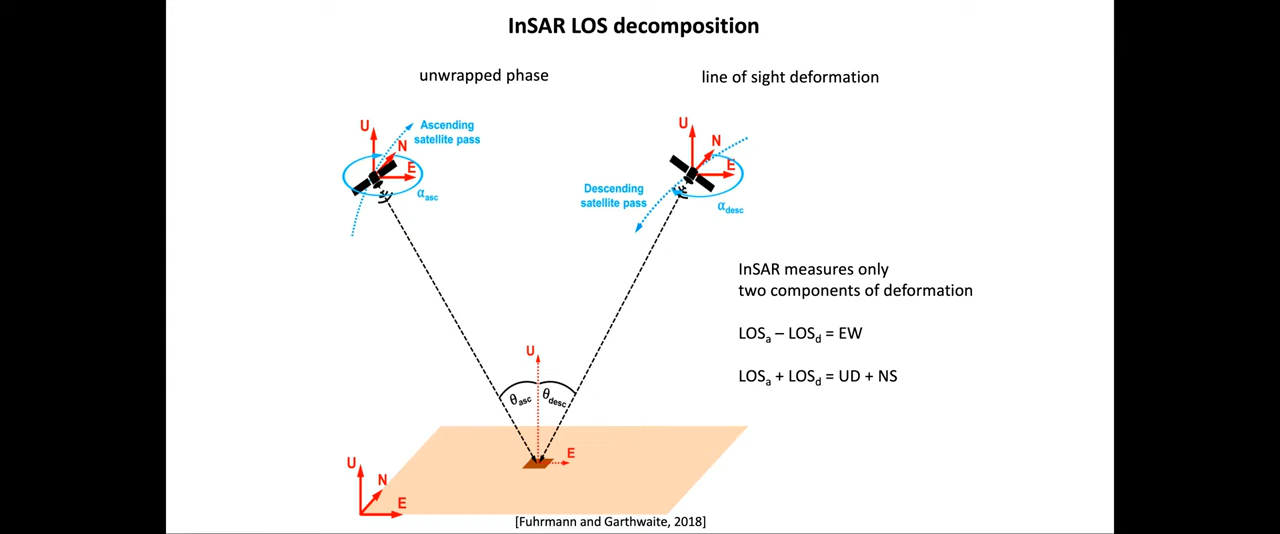 InSAR LOS decomposition
unwrapped phase
line of sight deformation
U
Ascending
satellite pass
N
E
αasc
U
N
E
Descending
satellite pass
αdesc
InSAR measures only
two components of deformation
LOSa – LOSd = EW
LOSa + LOSd = UD + NS
U
θasc
θdesc
E
U
N
E
[Fuhrmann and Garthwaite, 2018]